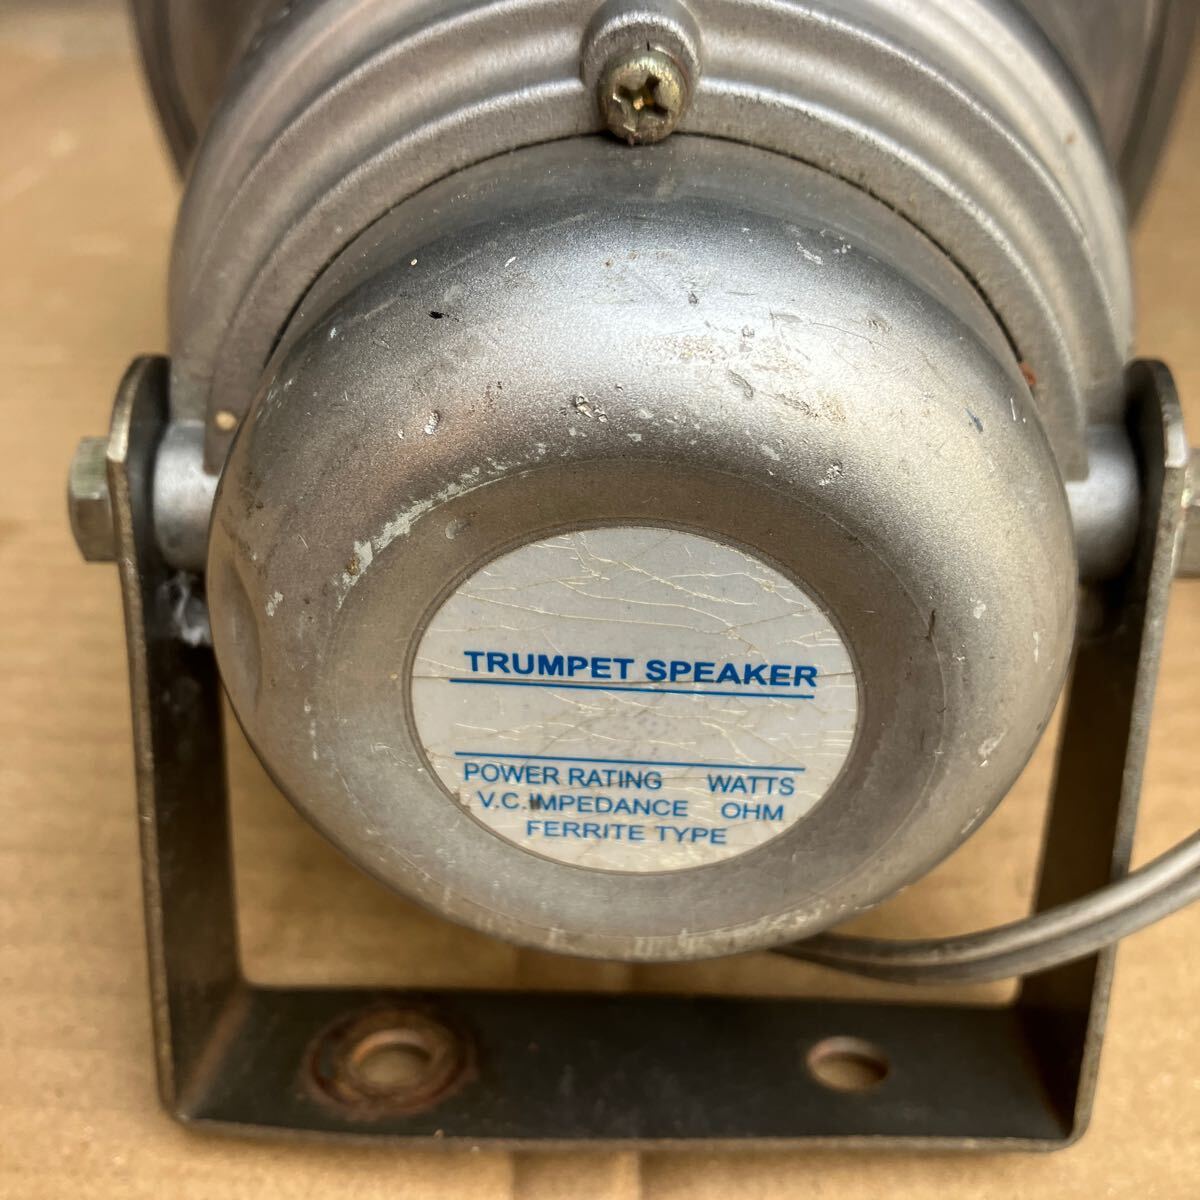 TRUMPET SPEAKER
POWER RATING WATTS
V.C.IMPEDANCE OHM
FERRITE TYPE